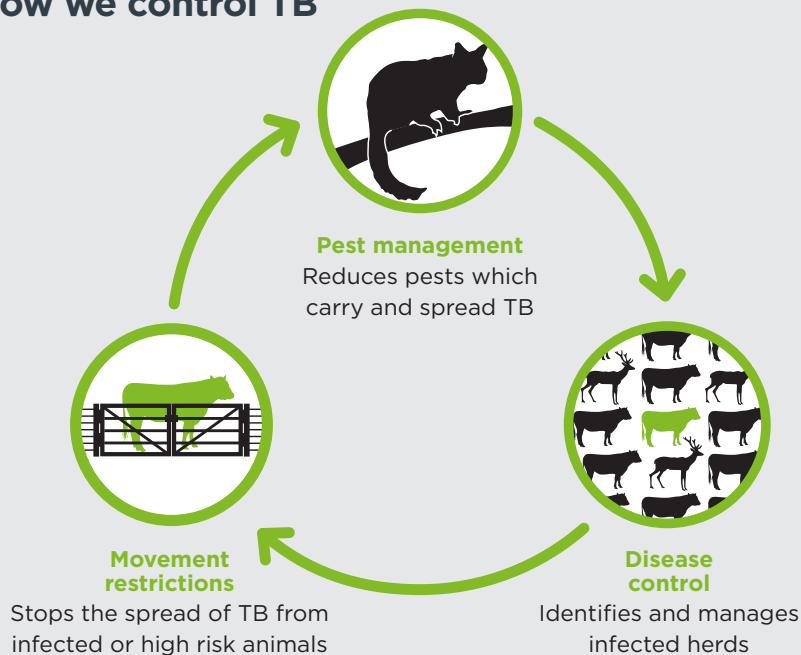 ow we control TB
Pest management
Reduces pests which
carry and spread TB
Movement
restrictions
Stops the spread of TB from
infected or high risk animals
Disease
control
Identifies and manages
infected herds